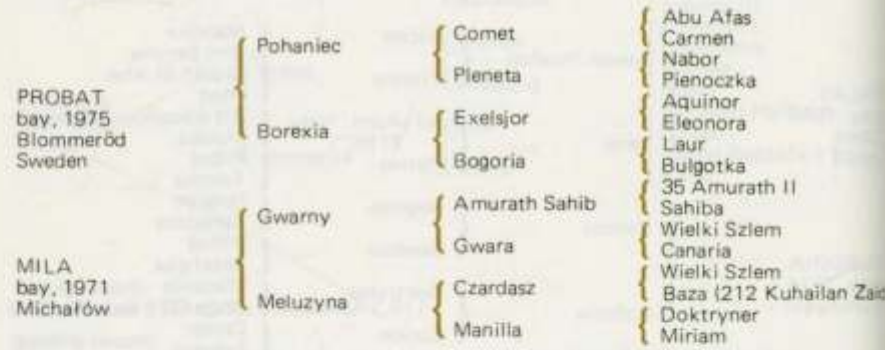 PROBAT
bay, 1975
Blommeröd
Sweden
Pohaniec
Borexia
Comet
Pleneta
Exelsjor
Bogoria
Abu Afas
Carmen
Nabor
Pienoczka
Aquinor
Eleonora
Laur
Bulgotka
MILA
bay, 1971
Michałów
Gwarny
Meluzyna
Amurath Sahib
Gwara
Czardasz
Manilla
35 Amurath II
Sahiba
Wielki Szlem
Canaria
Wielki Szlem
Baza (212 Kuhailan Zaid
Doktryner
Miriam